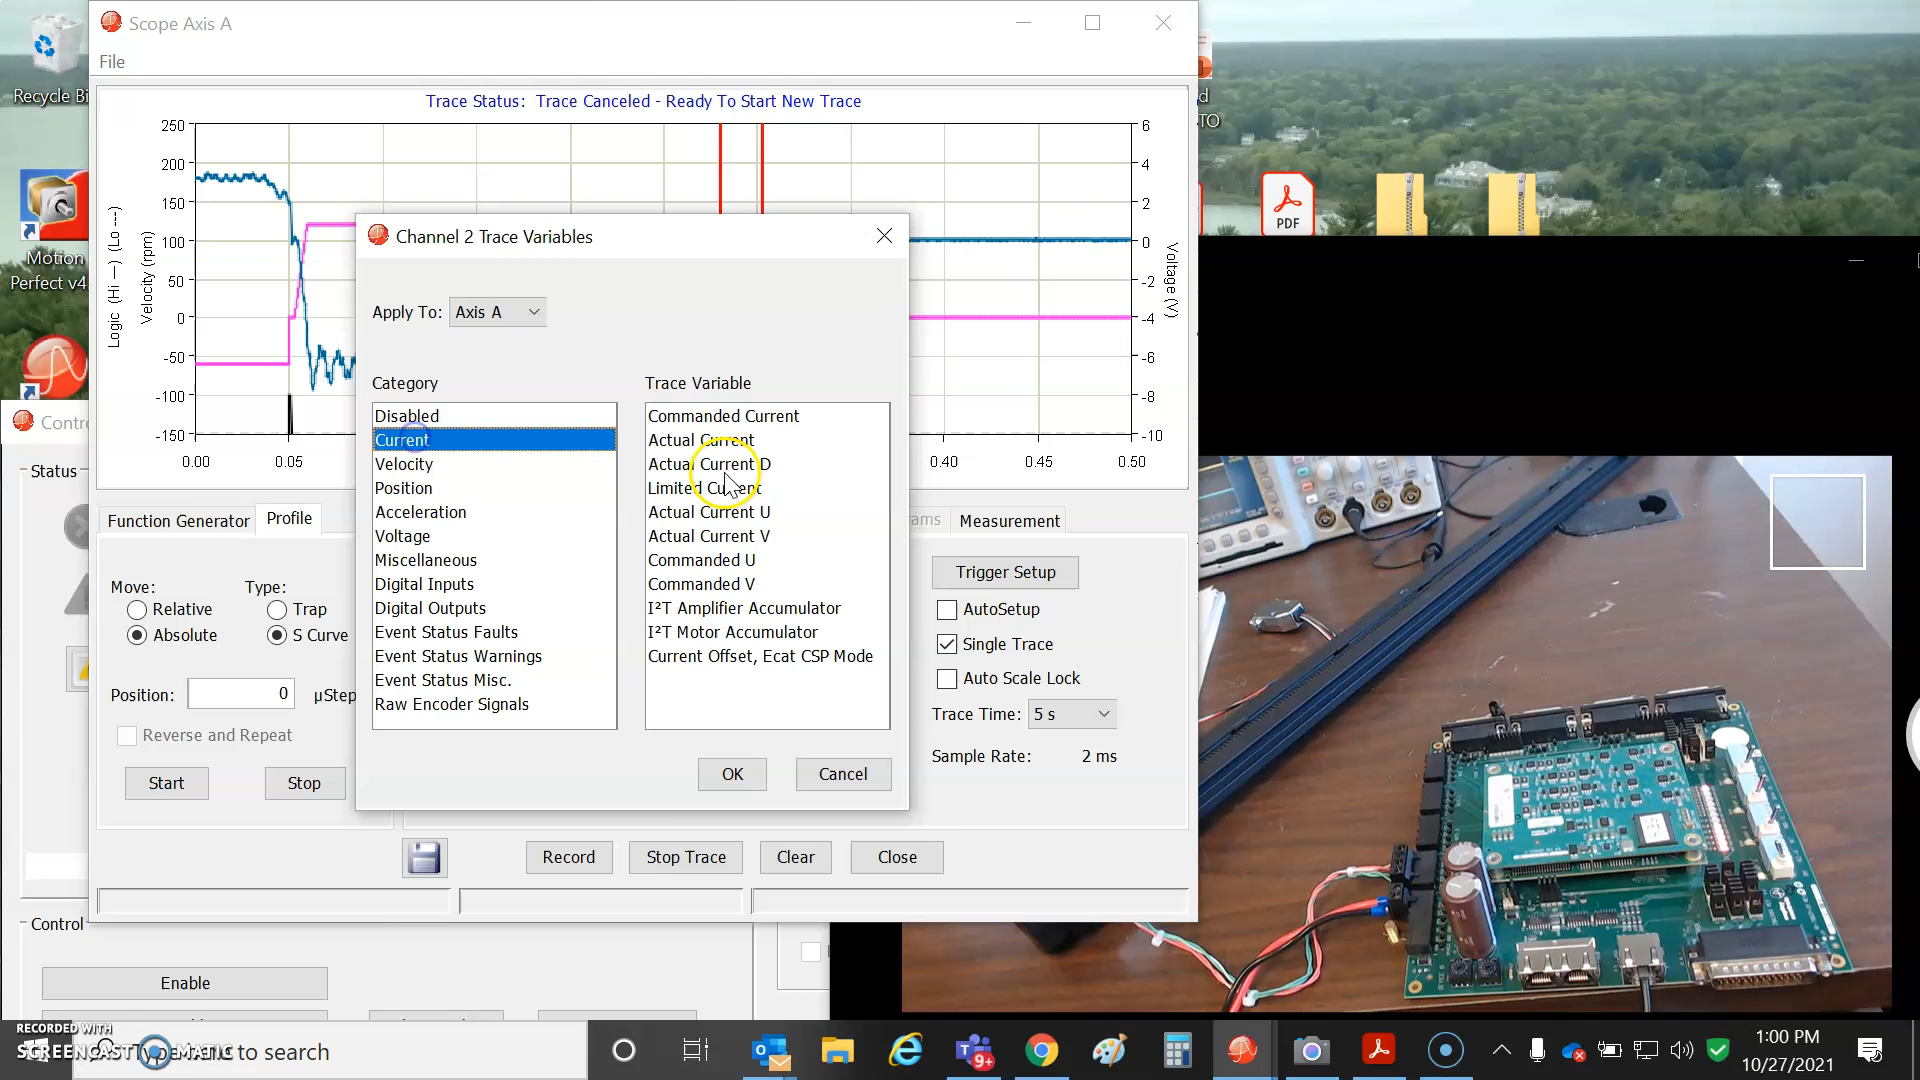 Scope Axis A
File
Recycle Bi
Trace Status: Trace Canceled - Ready To Start New Trace
250
200
150
100
50
0
-50
-100
-150
Logic (Hi —) (Lo ---)
Velocity (rpm)
6
4
2
0
-2
-4
-6
-8
-10
Voltage (V)
0.00
0.05
0.40
0.45
0.50
Motion
Perfect v4
d
TO
PDF
Channel 2 Trace Variables
Apply To:
Axis A
Category
Trace Variable
Disabled
Current
Velocity
Position
Acceleration
Voltage
Miscellaneous
Digital Inputs
Digital Outputs
Event Status Faults
Event Status Warnings
Event Status Misc.
Raw Encoder Signals
Commanded Current
Actual Current
Actual Current D
Limited Current
Actual Current U
Actual Current V
Commanded U
Commanded V
I²T Amplifier Accumulator
I²T Motor Accumulator
Current Offset, Ecat CSP Mode
OK
Cancel
Contro
Status
Function Generator
Profile
ams
Measurement
Move:
Type:
Relative
Trap
Absolute
S Curve
Position:
0
µStep
Reverse and Repeat
Start
Stop
Trigger Setup
AutoSetup
Single Trace
Auto Scale Lock
Trace Time:
5 s
Sample Rate:
2 ms
Record
Stop Trace
Clear
Close
Control
Enable
RECORDED WITH
SCREENCAST MATIC
Type here to search
9+
1:00 PM
10/27/2021